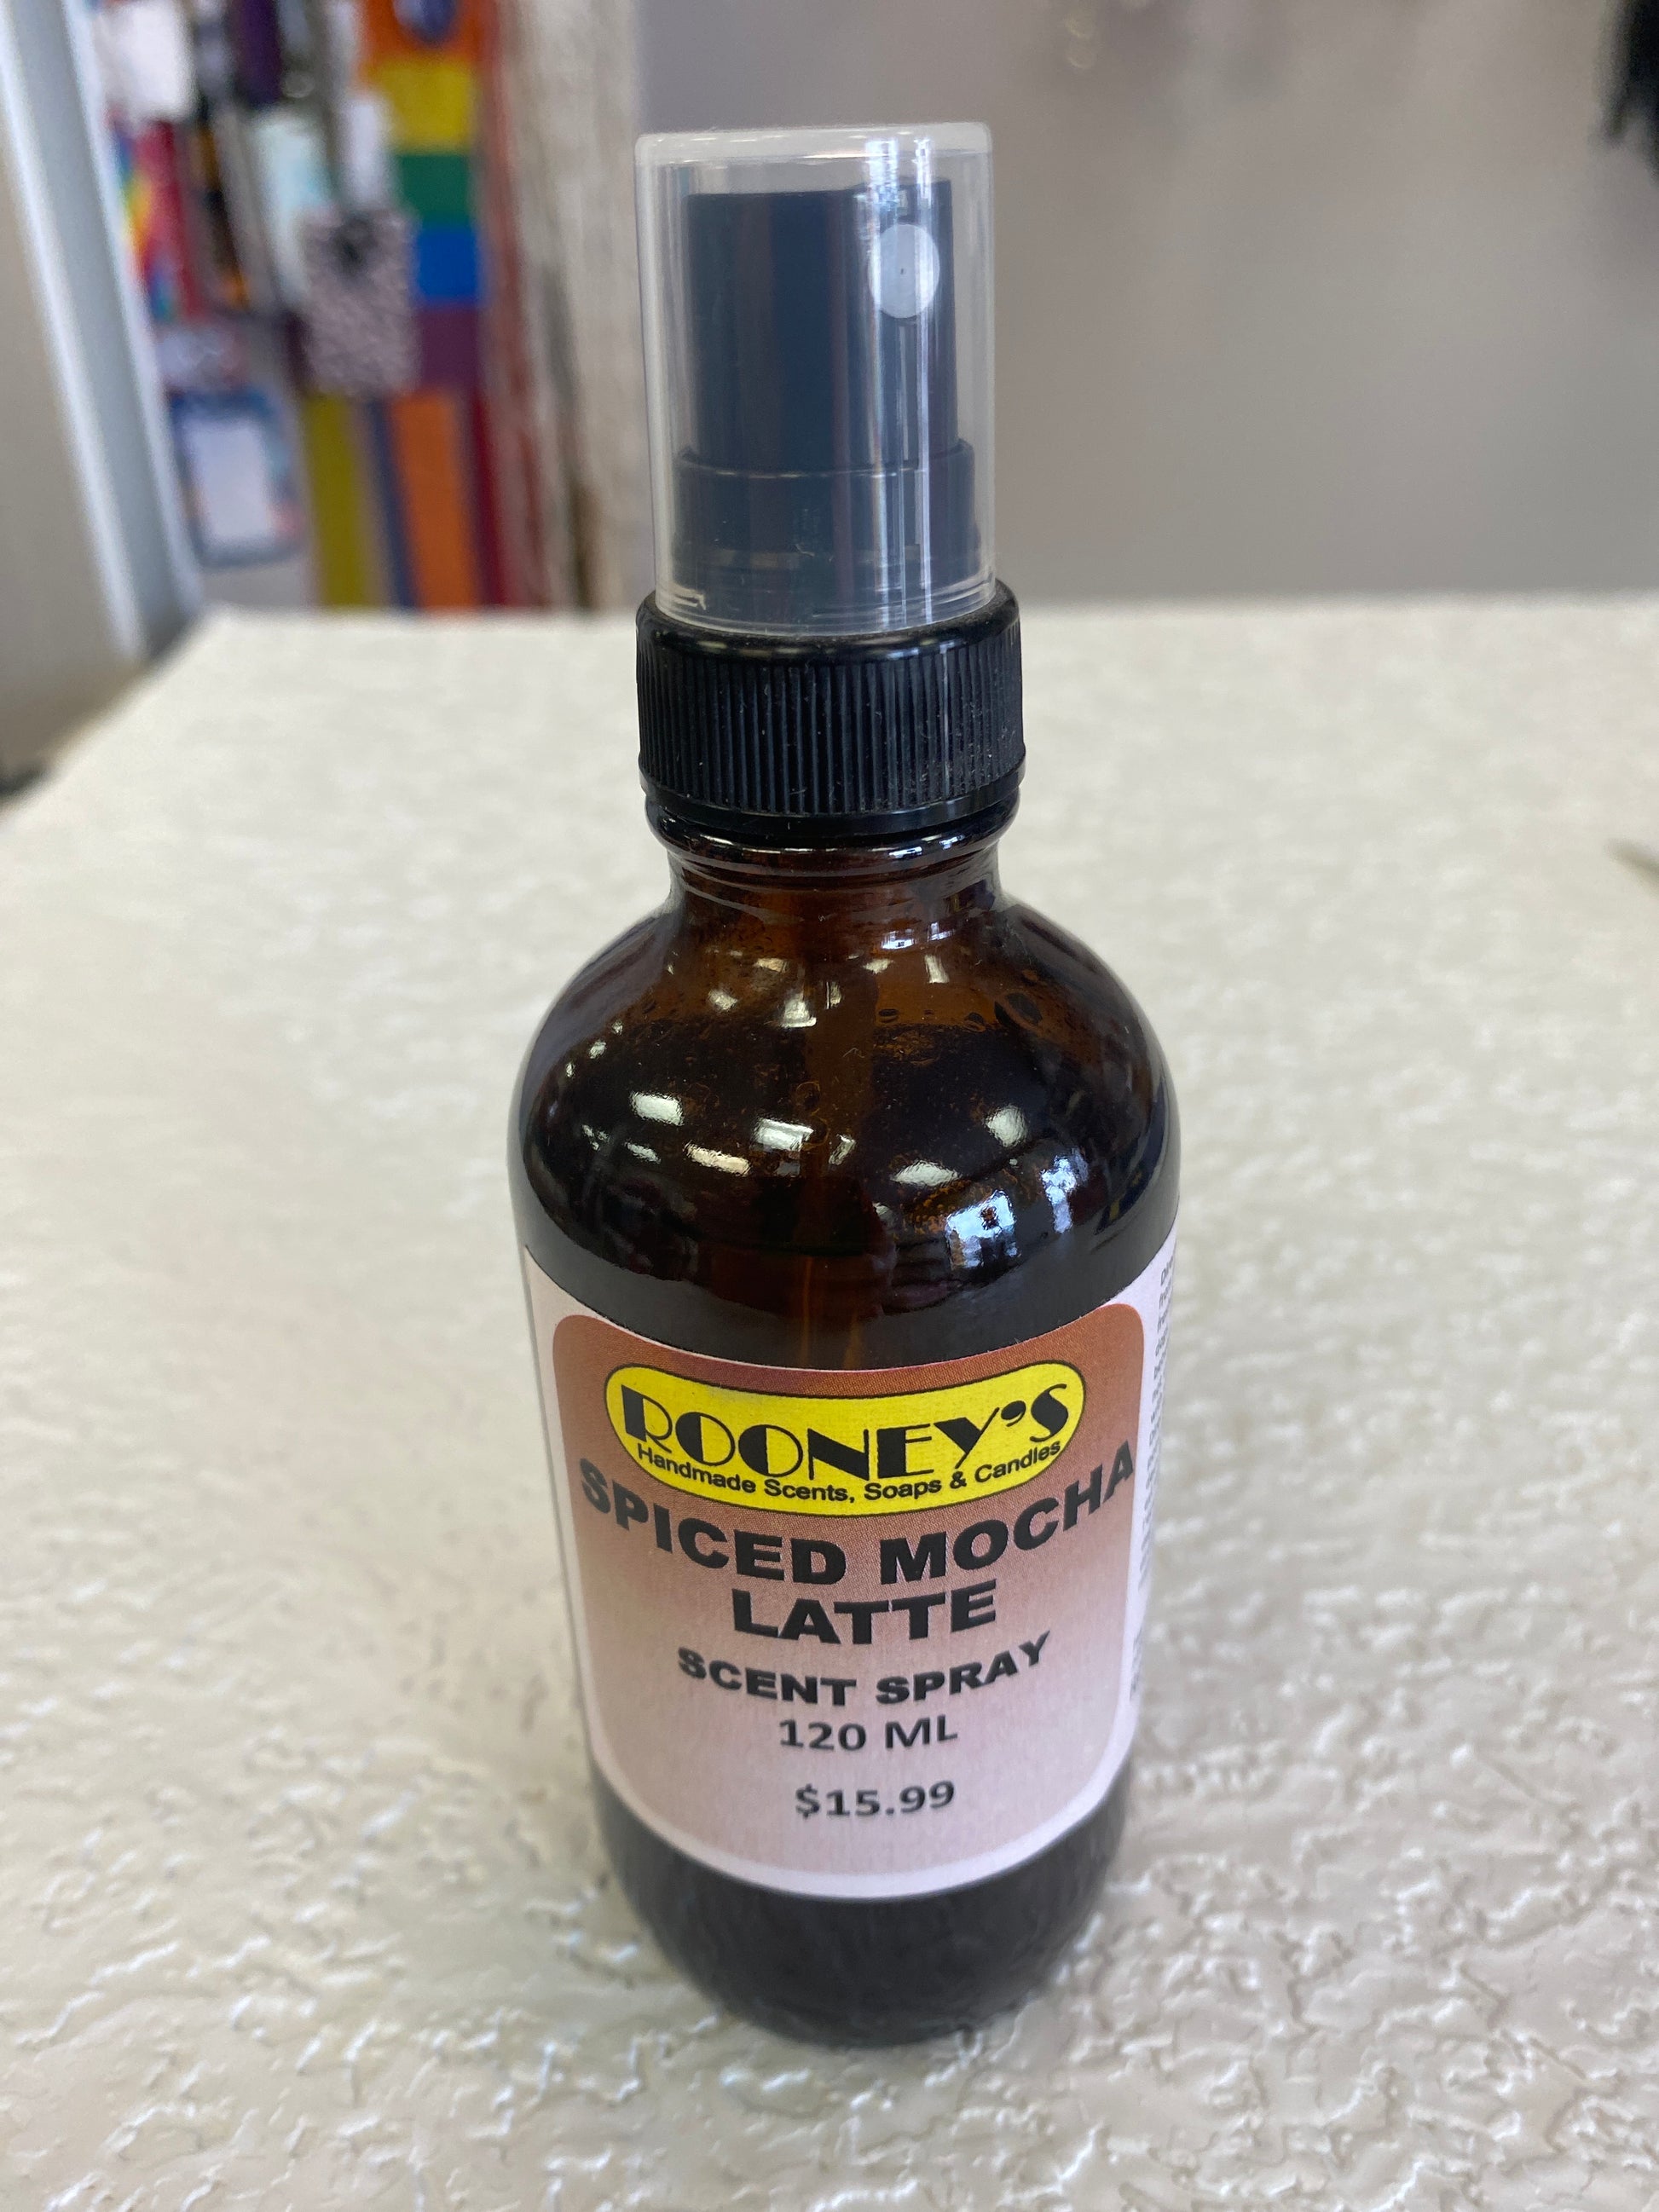 ROONEY'S
Handmade Scents, Soaps & Candles
SPICED MOCHA
LATTE
SCENT SPRAY
120 ML
$15.99